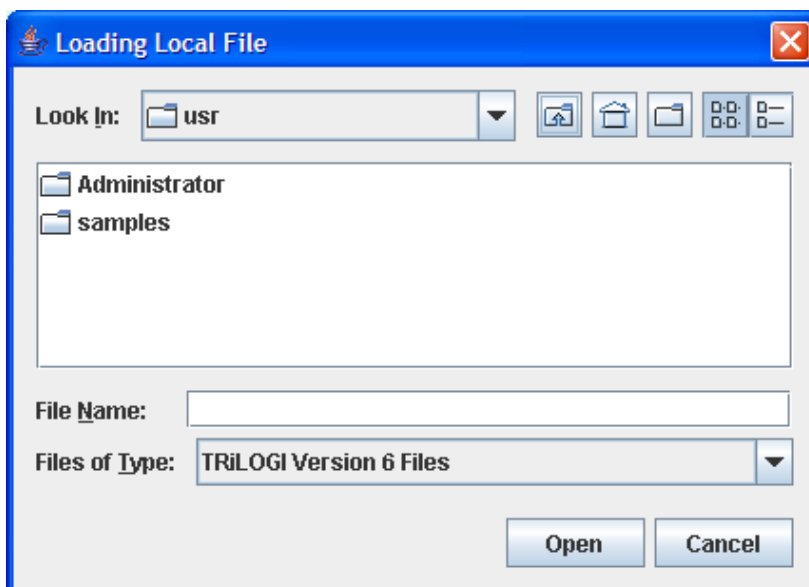 Loading Local File
Look In: usr
Administrator
samples
File Name:
Files of Type: TRiLOGI Version 6 Files
Open Cancel